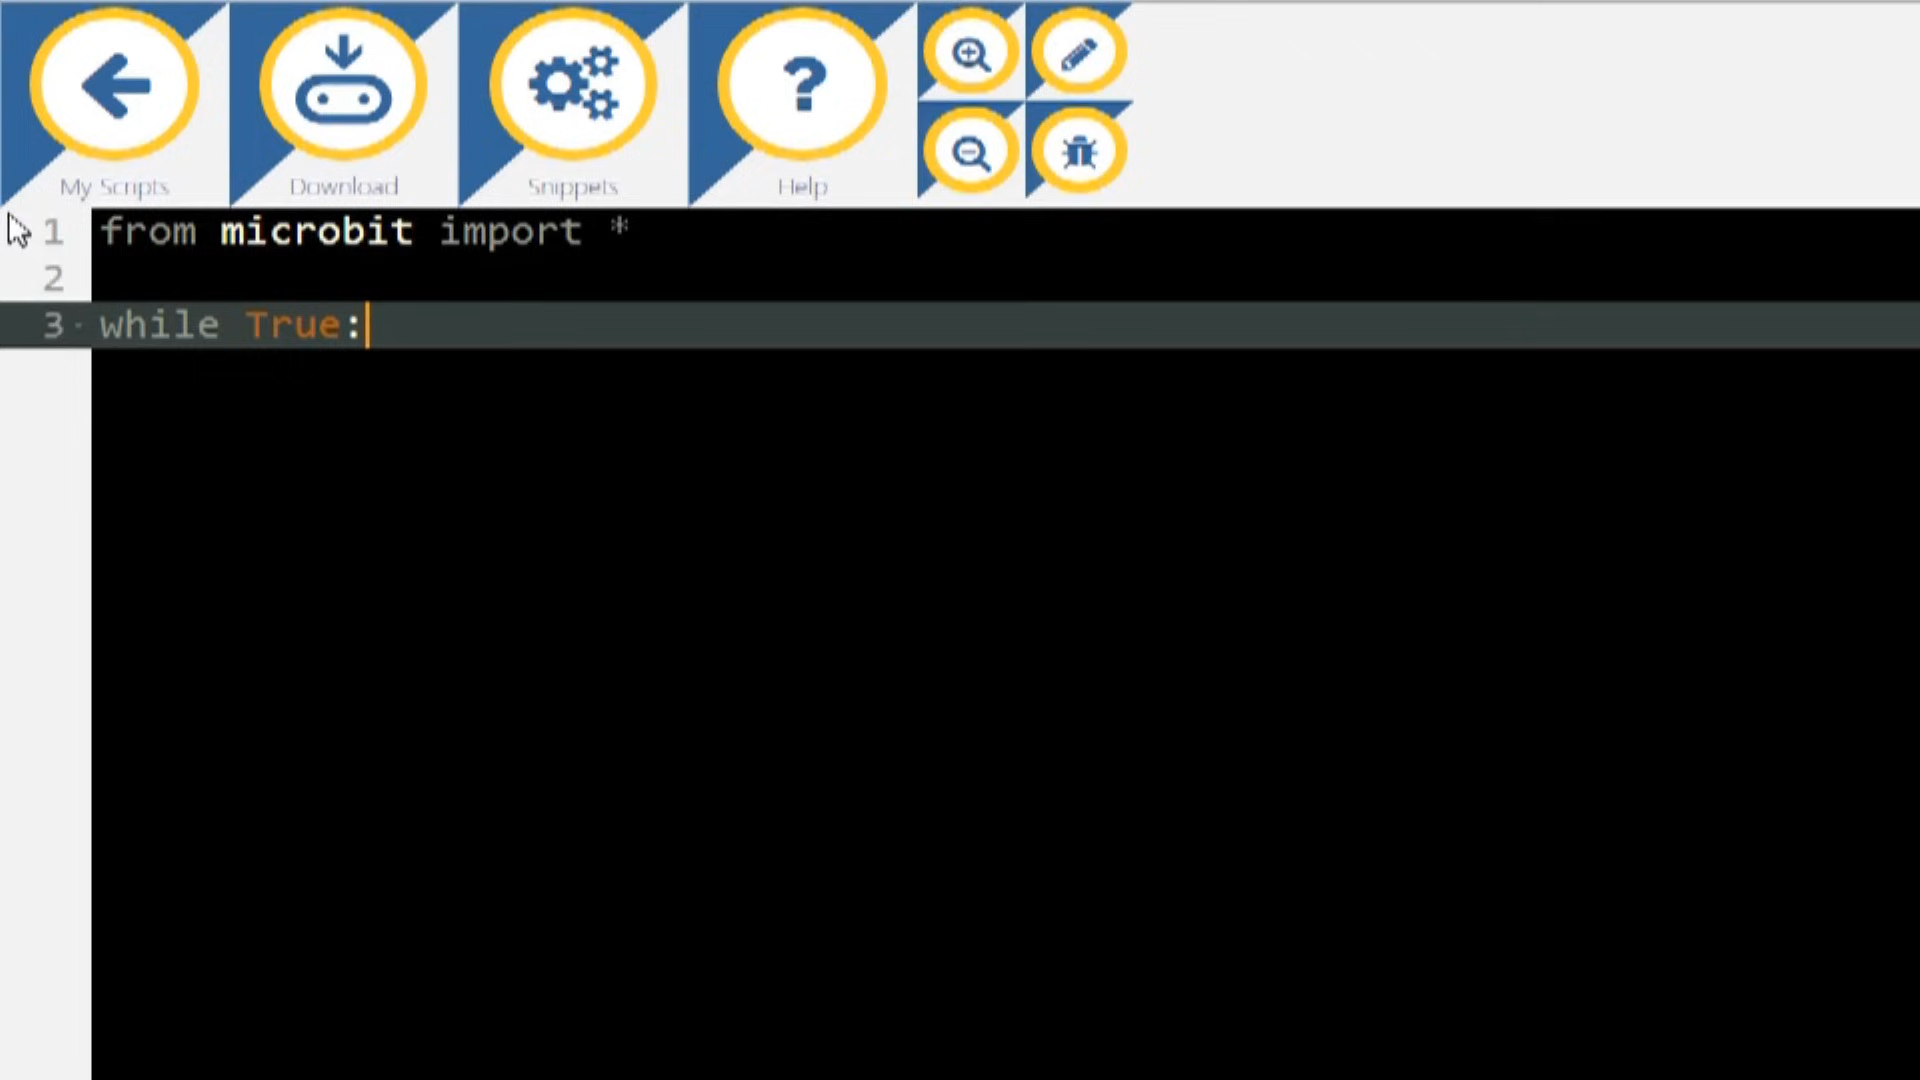 My Scripts
Download
Snippets
Help
1 from microbit import *
2
3 while True: